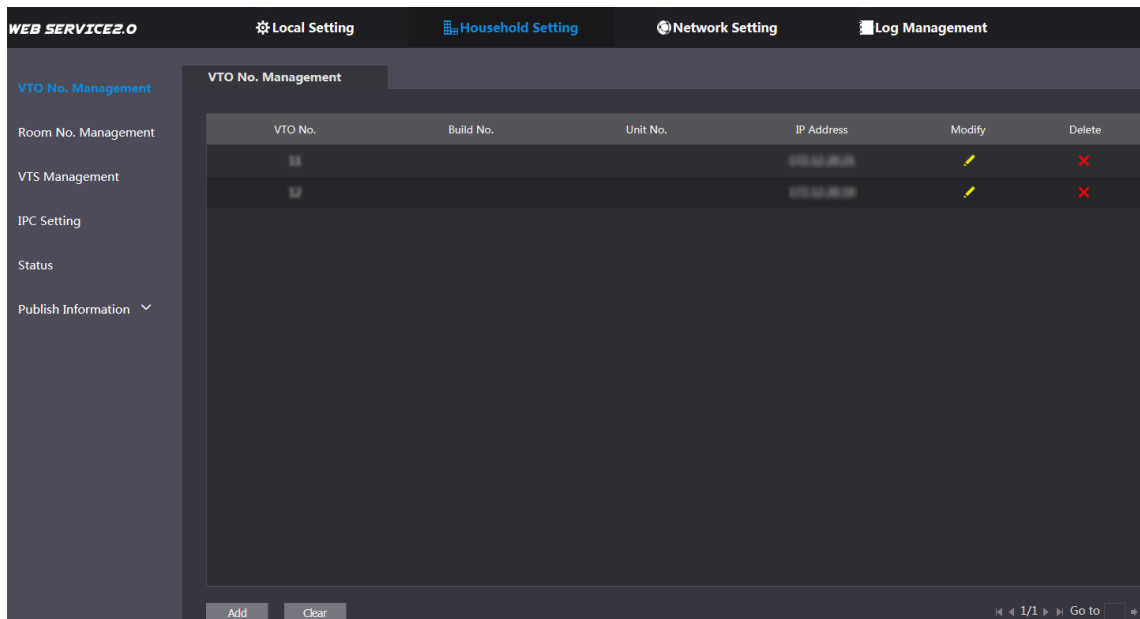 WEB SERVICE2.0 Local Setting Household Setting Network Setting Log Management
VTO No. Management
Room No. Management
VTS Management
IPC Setting
Status
Publish Information
VTO No. Management
VTO No. Build No. Unit No. IP Address Modify Delete
11
12
Add Clear 1/1 Go to